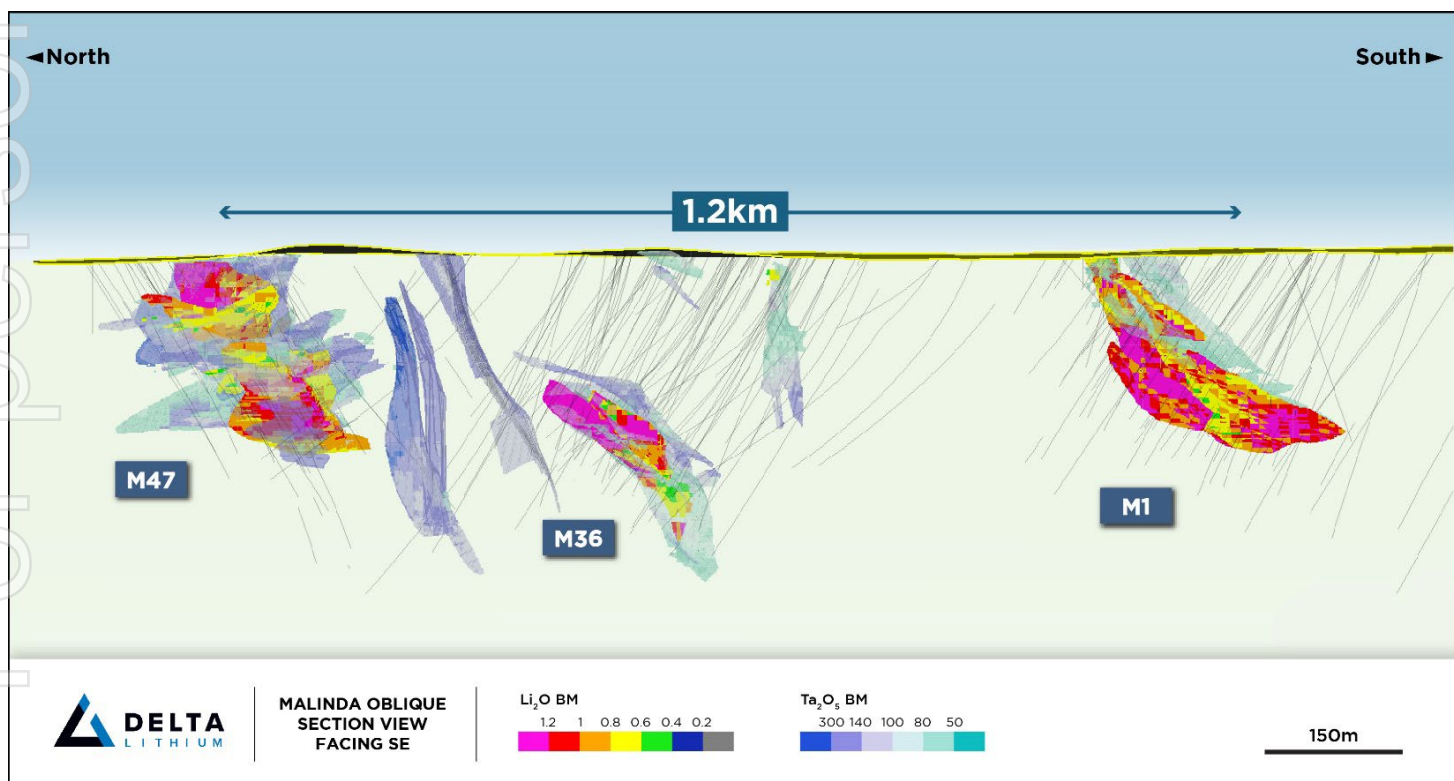 ◄North
South►
1.2km
M47
M36
M1
DELTA
LITHIUM
MALINDA OBLIQUE
SECTION VIEW
FACING SE
Li₂O BM
1.2 1 0.8 0.6 0.4 0.2
Ta₂O₅ BM
300 140 100 80 50
150m